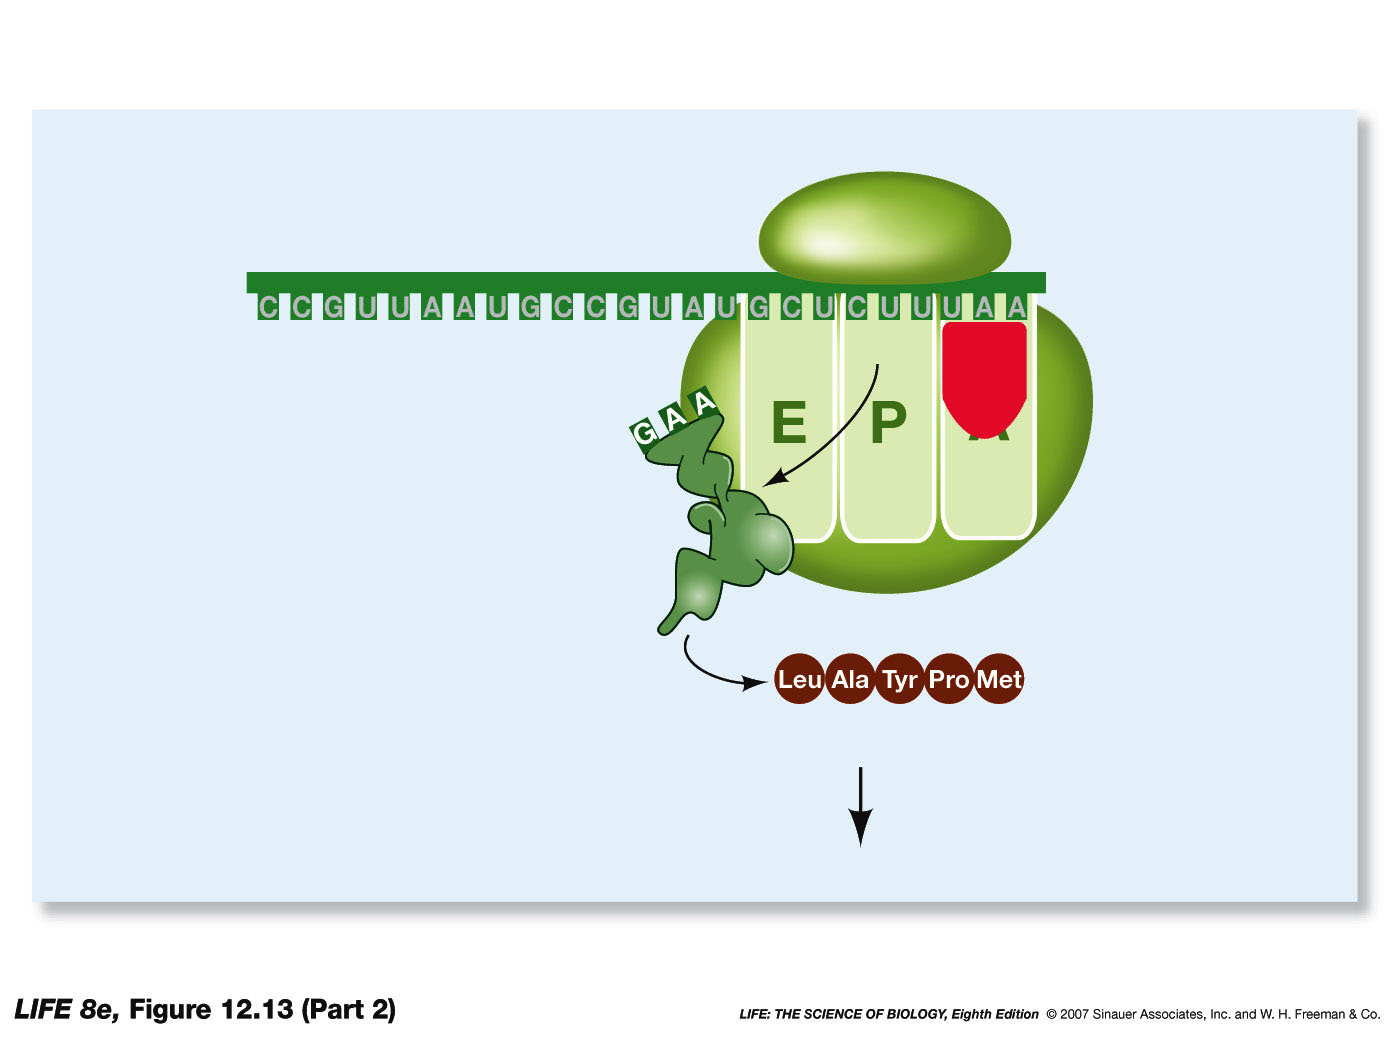 CCGUUAAUGCCGUAUGCUCUUUAA
GAA
E P A
Leu Ala Tyr Pro Met
LIFE 8e, Figure 12.13 (Part 2)
LIFE: THE SCIENCE OF BIOLOGY, Eighth Edition © 2007 Sinauer Associates, Inc. and W. H. Freeman & Co.